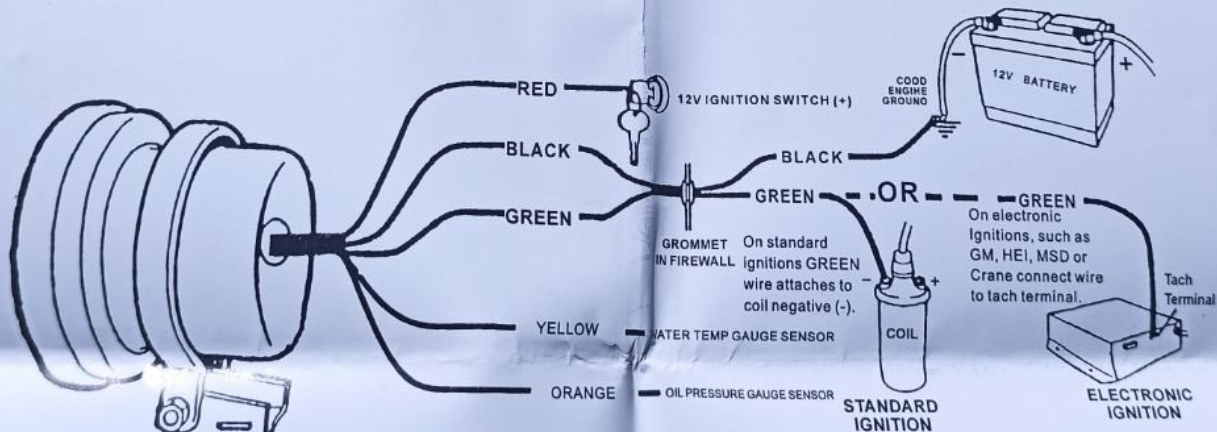 RED
12V IGNITION SWITCH (+)
COOD
ENGIHE
GROUND
−
12V BATTERY
+
BLACK
BLACK
GREEN
GREEN
OR
GREEN
GROMMET
IN FIREWALL
On standard
ignitions GREEN
wire attaches to
coil negative (-).
− +
COIL
STANDARD
IGNITION
On electronic
Ignitions, such as
GM, HEI, MSD or
Crane connect wire
to tach terminal.
Tach
Terminal
ELECTRONIC
IGNITION
YELLOW
WATER TEMP GAUGE SENSOR
ORANGE
OIL PRESSURE GAUGE SENSOR